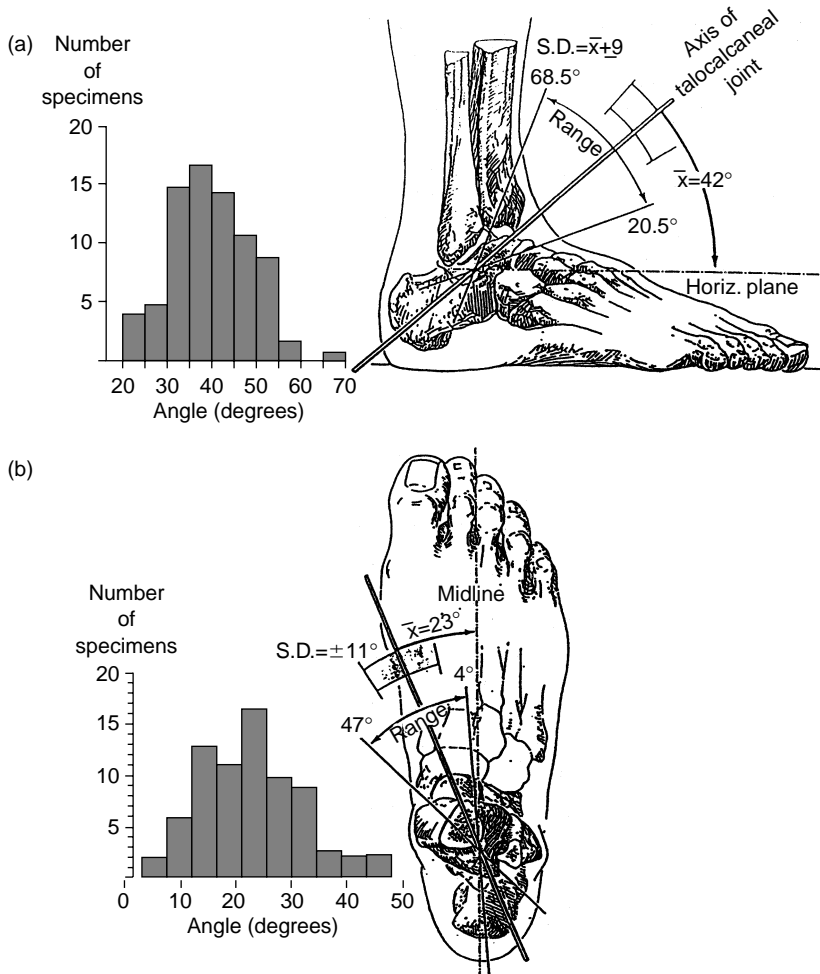 (a)
Number
of
specimens
20
15
10
5
20 30 40 50 60 70
Angle (degrees)
S.D.=x̅±9
68.5°
Range
Axis of
talocalcaneal
joint
x̅=42°
20.5°
Horiz. plane
(b)
Number
of
specimens
20
15
10
5
0 10 20 30 40 50
Angle (degrees)
Midline
x̅=23°
S.D.=±11°
4°
47°
Range